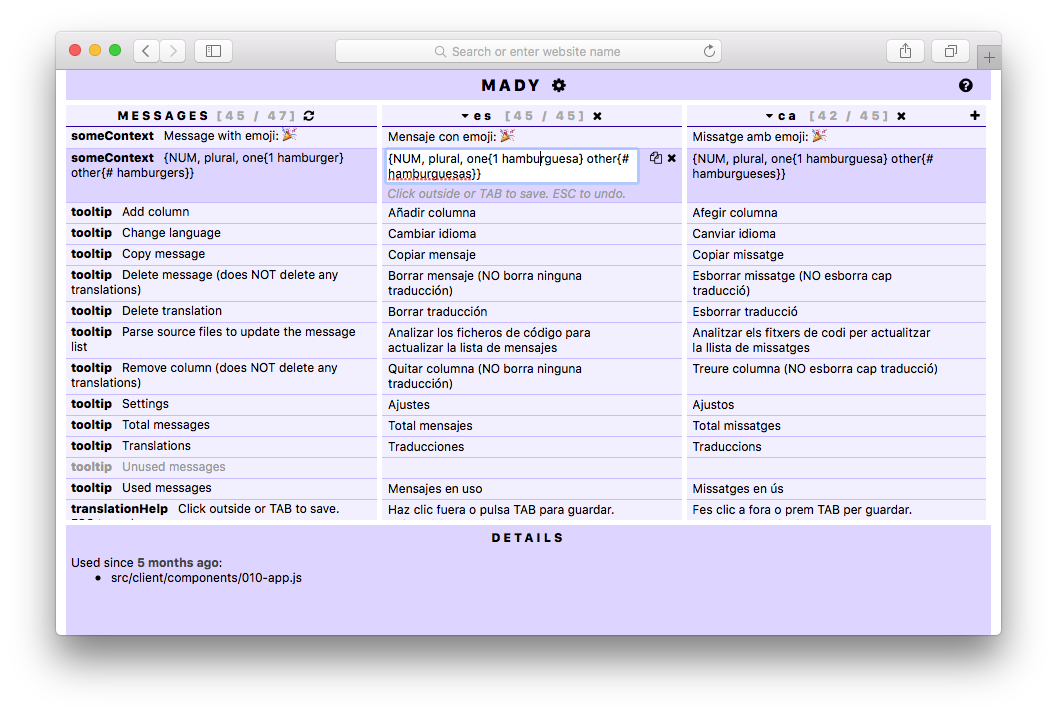 Search or enter website name
MADY
MESSAGES [45 / 47] es [45 / 45] ca [42 / 45]
someContext Message with emoji: 🎉 Mensaje con emoji: 🎉 Missatge amb emoji: 🎉
someContext {NUM, plural, one{1 hamburger} {NUM, plural, one{1 hamburguesa} other{# {NUM, plural, one{1 hamburguesa} other{#
other{# hamburgers}} hamburguesas}} hamburgueses}}
Click outside or TAB to save. ESC to undo.
tooltip Add column Añadir columna Afegir columna
tooltip Change language Cambiar idioma Canviar idioma
tooltip Copy message Copiar mensaje Copiar missatge
tooltip Delete message (does NOT delete any Borrar mensaje (NO borra ninguna Esborrar missatge (NO esborra cap
translations) traducción) traducció)
tooltip Delete translation Borrar traducción Esborrar traducció
tooltip Parse source files to update the message Analizar los ficheros de código para Analitzar els fitxers de codi per actualitzar
list actualizar la lista de mensajes la llista de missatges
tooltip Remove column (does NOT delete any Quitar columna (NO borra ninguna Treure columna (NO esborra cap traducció)
translations) traducción)
tooltip Settings Ajustes Ajustos
tooltip Total messages Total mensajes Total missatges
tooltip Translations Traducciones Traduccions
tooltip Unused messages
tooltip Used messages Mensajes en uso Missatges en ús
translationHelp Click outside or TAB to save. Haz clic fuera o pulsa TAB para guardar. Fes clic a fora o prem TAB per guardar.
DETAILS
Used since 5 months ago:
• src/client/components/010-app.js